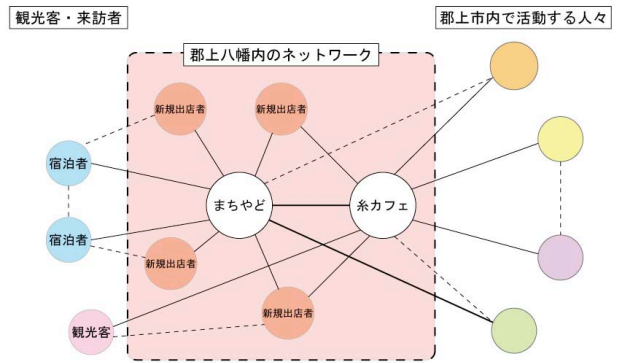 観光客・来訪者
郡上市内で活動する人々
郡上八幡内のネットワーク
新規出店者
新規出店者
宿泊者
まちやど
糸カフェ
宿泊者
新規出店者
新規出店者
観光客